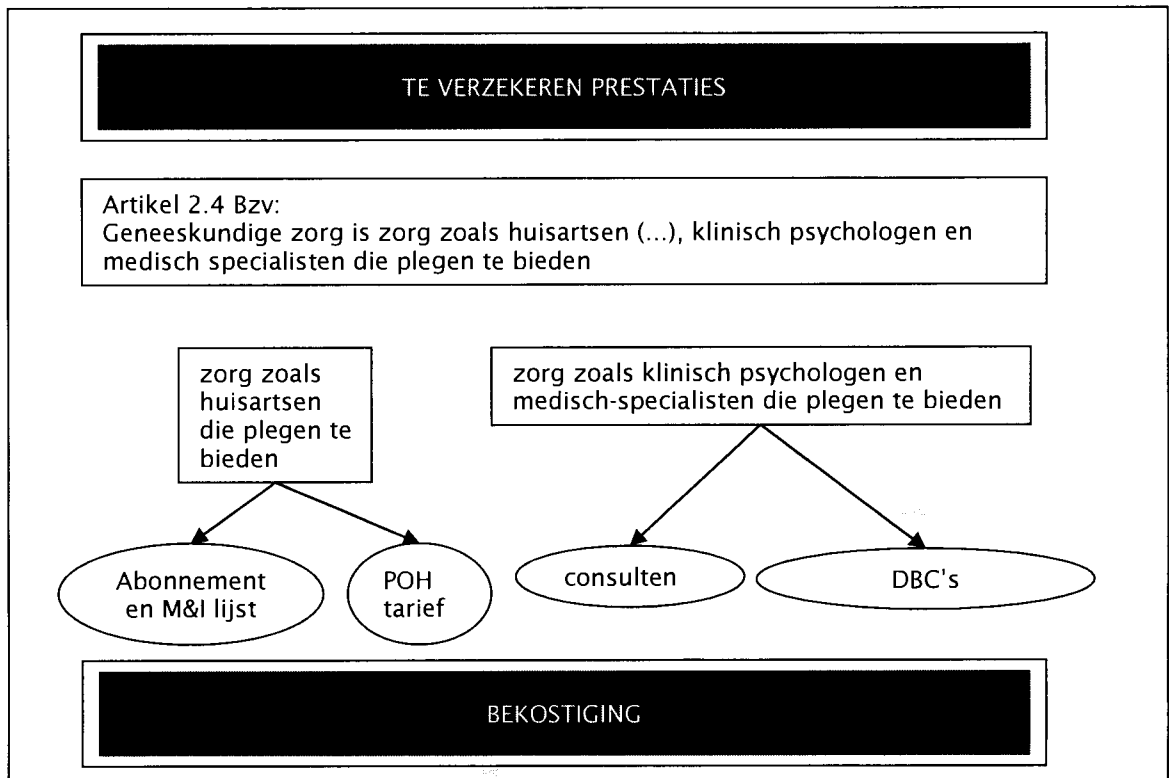 TE VERZEKEREN PRESTATIES
Artikel 2.4 Bzv:
Geneeskundige zorg is zorg zoals huisartsen (...), klinisch psychologen en
medisch specialisten die plegen te bieden
zorg zoals
huisartsen
die plegen te
bieden
zorg zoals klinisch psychologen en
medisch-specialisten die plegen te bieden
Abonnement
en M&I lijst
POH
tarief
consulten
DBC's
BEKOSTIGING